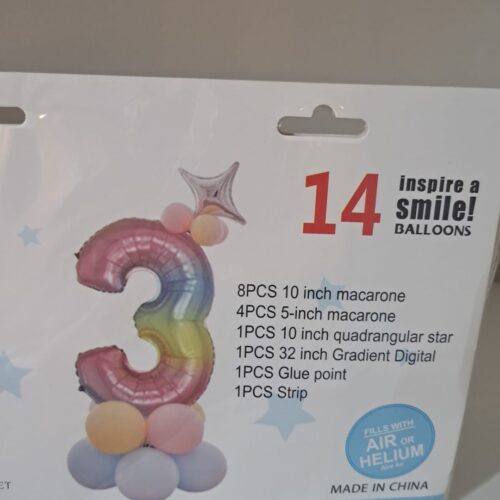 14
inspire a
smile!
BALLOONS
8PCS 10 inch macarone
4PCS 5-inch macarone
1PCS 10 inch quadrangular star
1PCS 32 inch Gradient Digital
1PCS Glue point
1PCS Strip
FILLS WITH
AIR OR
HELIUM
MADE IN CHINA